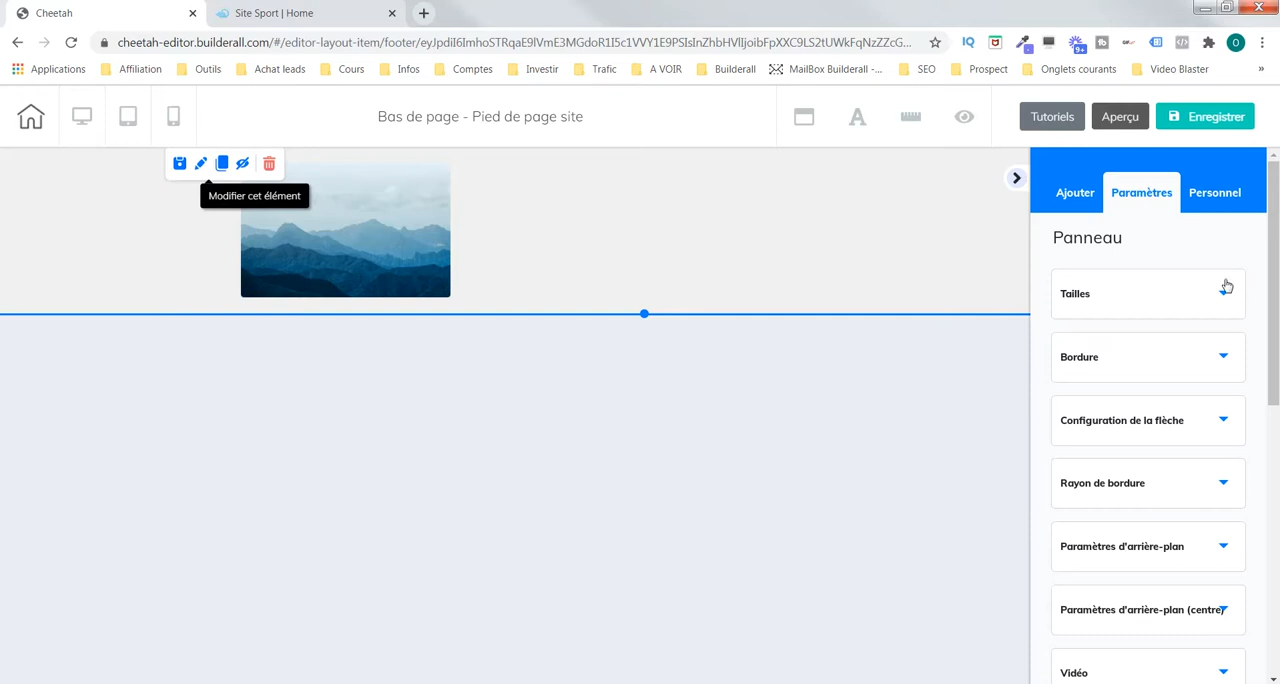 Cheetah
Site Sport | Home
cheetah-editor.builderall.com/#/editor-layout-item/footer/eyJpdiI6ImhoSTRaaE9lVmE3MGdoR1I5c1VVY1E9PSIsInZhbHVlIjoibFpXXC9LS2tUWkFqNzZZcG...
IQ
9+
O
Applications
Affiliation
Outils
Achat leads
Cours
Infos
Comptes
Investir
Trafic
A VOIR
Builderall
MailBox Builderall -...
SEO
Prospect
Onglets courants
Video Blaster
»
Bas de page - Pied de page site
Tutoriels
Aperçu
Enregistrer
Modifier cet élément
Ajouter
Paramètres
Personnel
Panneau
Tailles
Bordure
Configuration de la flèche
Rayon de bordure
Paramètres d'arrière-plan
Paramètres d'arrière-plan (centre)
Vidéo